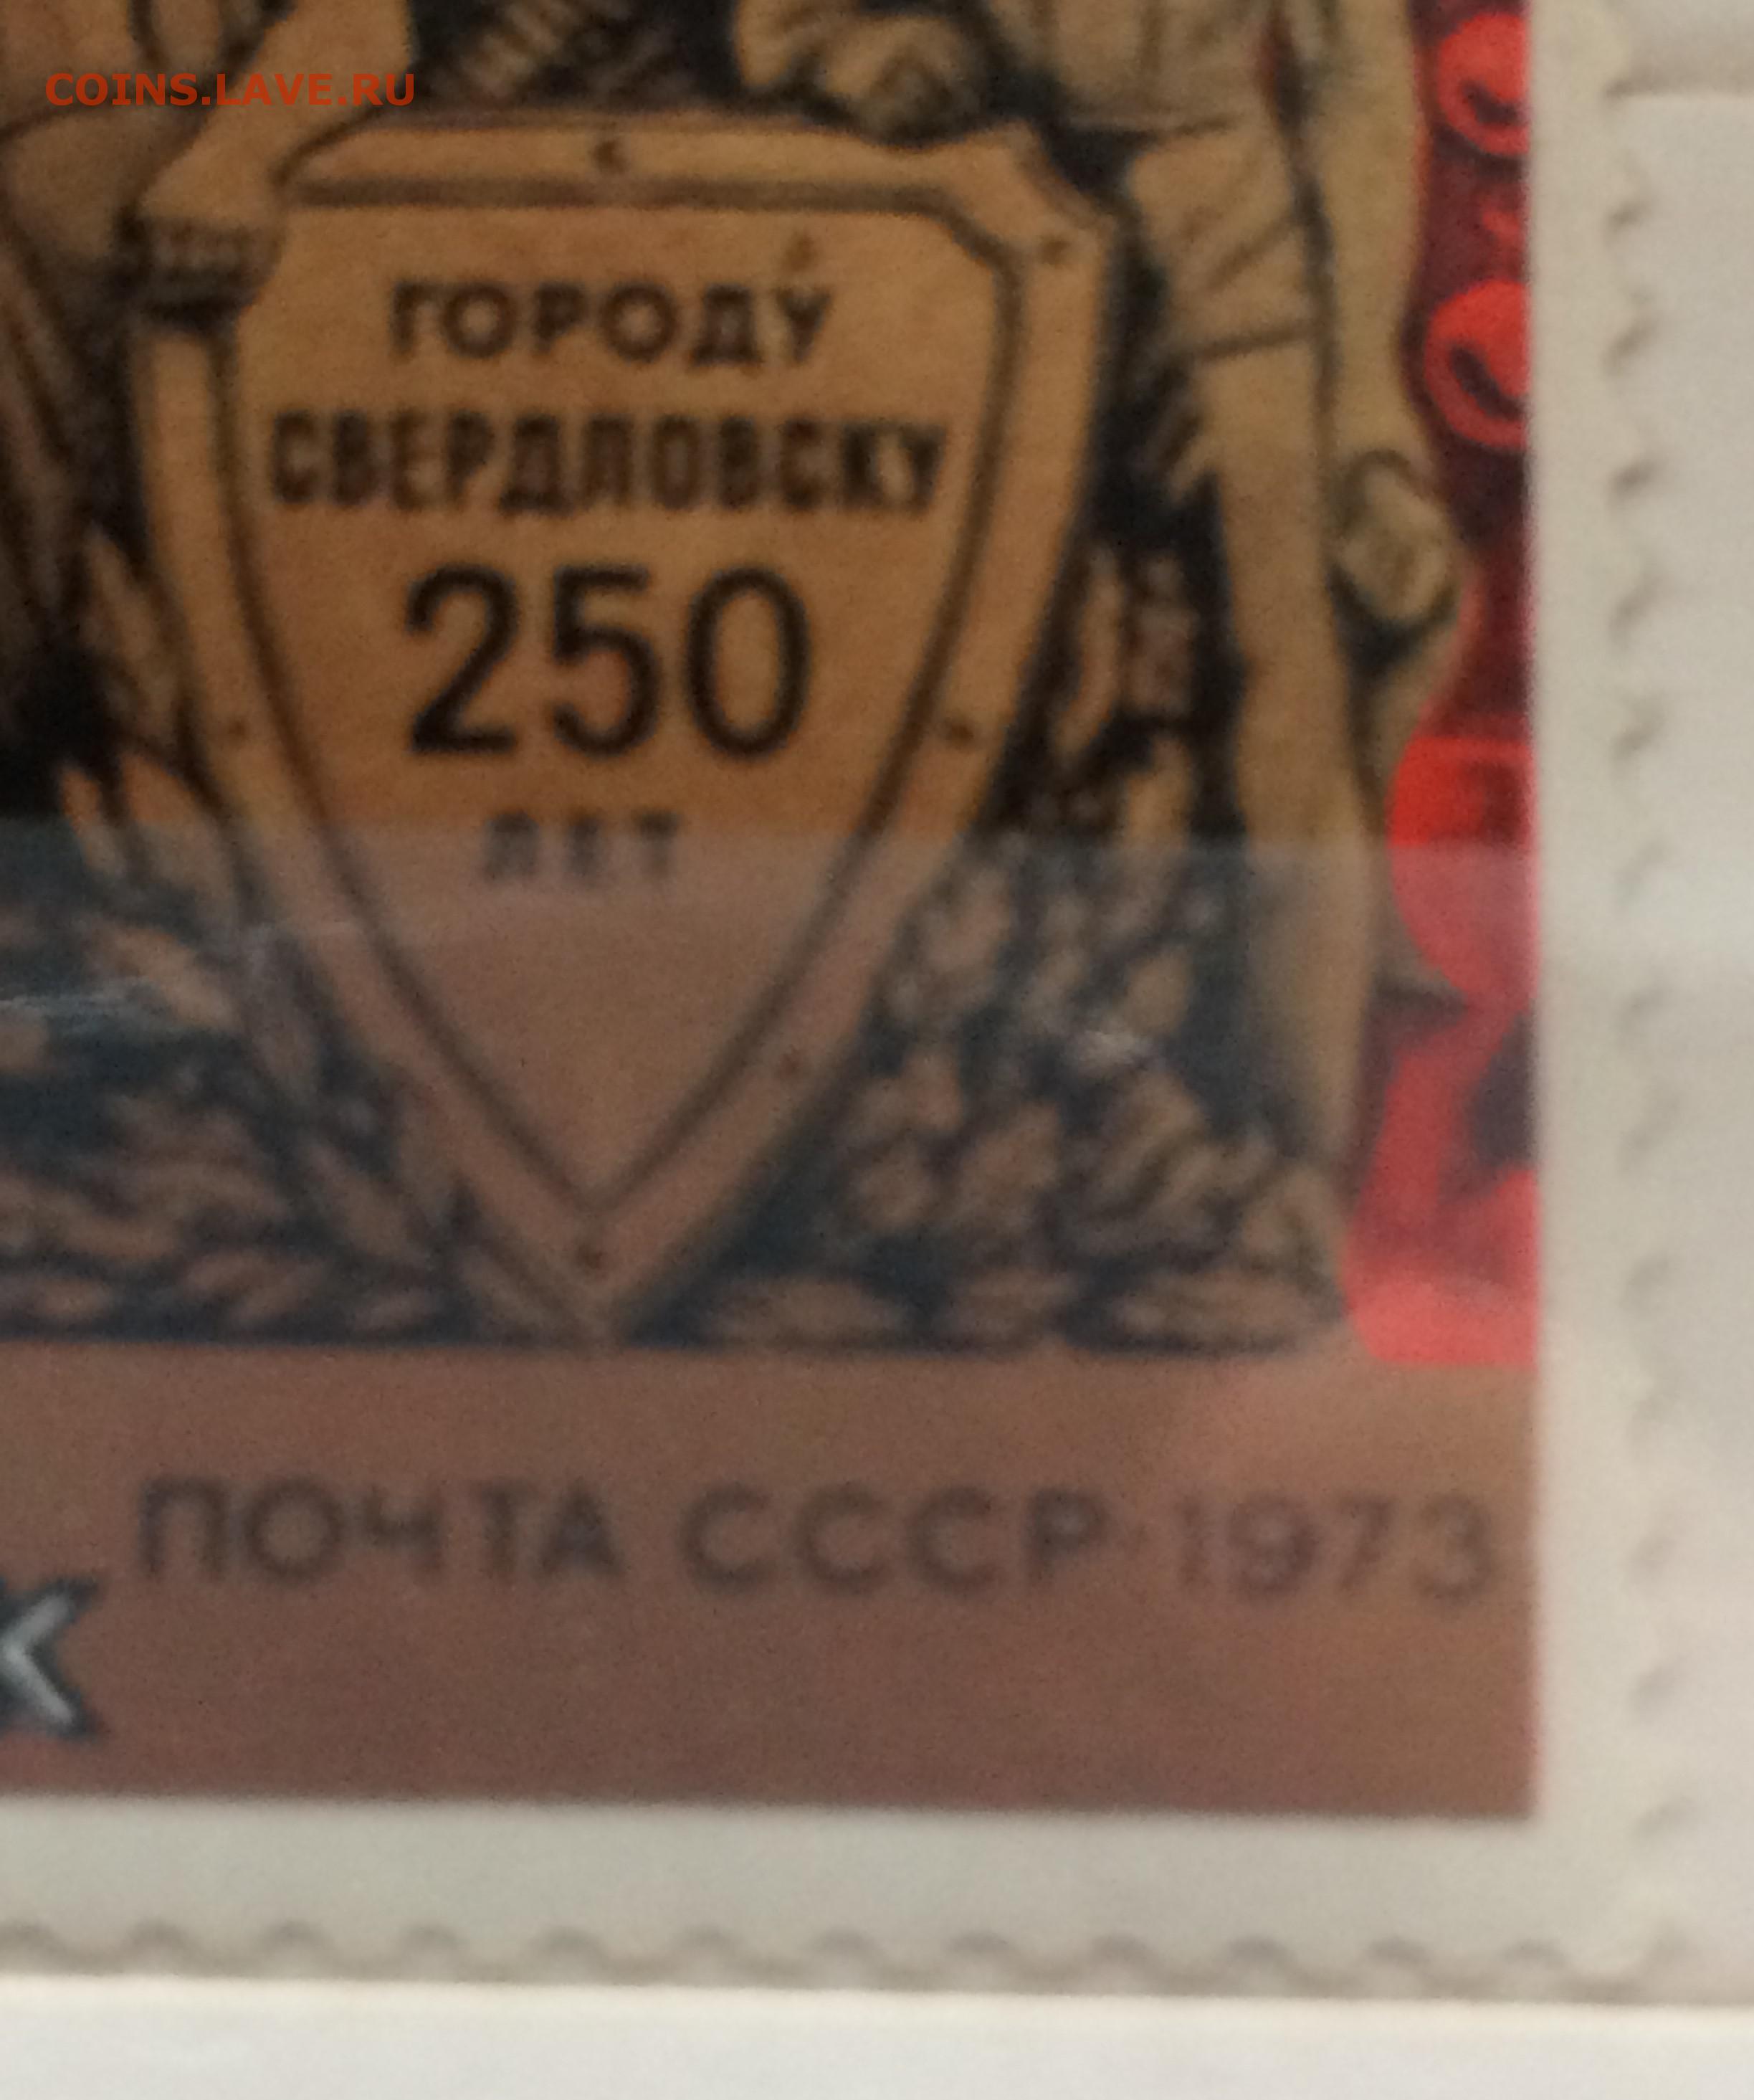 COINS.LAVE.RU
ГОРОДУ
СВЕРДЛОВСКУ
250
ЛЕТ
ПОЧТА СССР·1973
к